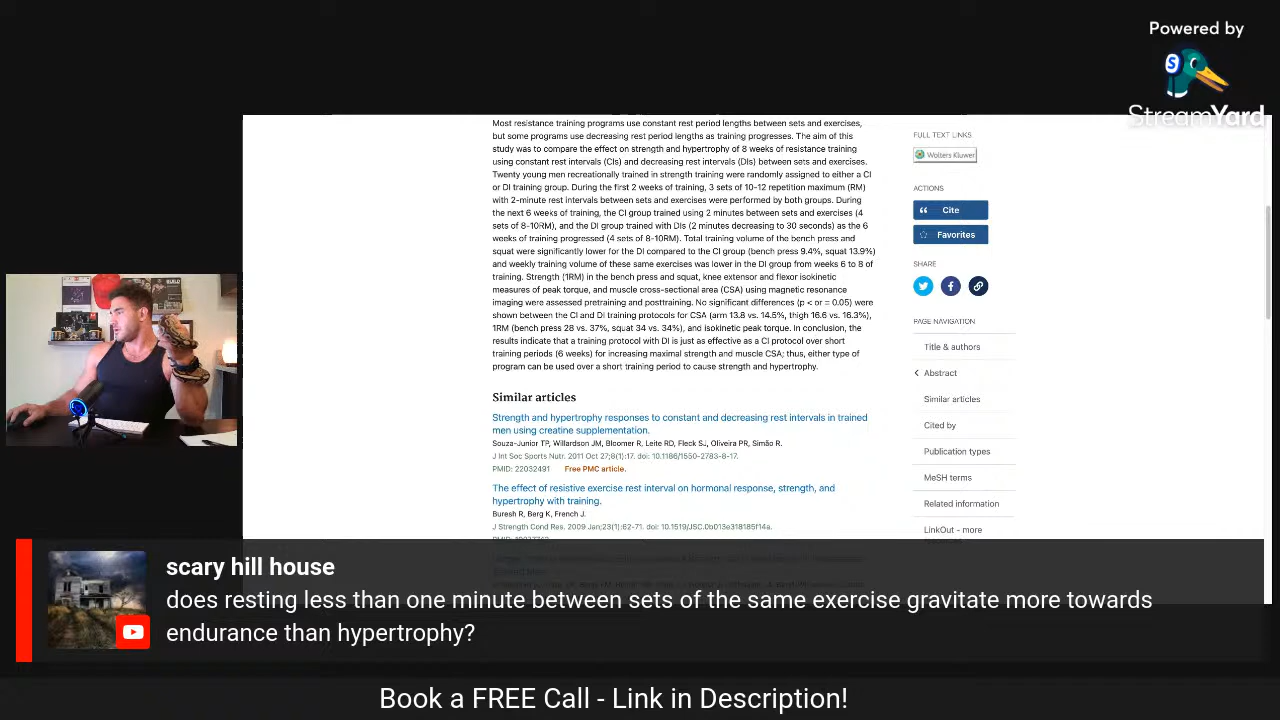 Powered by
StreamYard
Most resistance training programs use constant rest period lengths between sets and exercises,
but some programs use decreasing rest period lengths as training progresses. The aim of this
study was to compare the effect on strength and hypertrophy of 8 weeks of resistance training
using constant rest intervals (CIs) and decreasing rest intervals (DIs) between sets and exercises.
Twenty young men recreationally trained in strength training were randomly assigned to either a CI
or DI training group. During the first 2 weeks of training, 3 sets of 10-12 repetition maximum (RM)
with 2-minute rest intervals between sets and exercises were performed by both groups. During
the next 6 weeks of training, the CI group trained using 2 minutes between sets and exercises (4
sets of 8-10RM), and the DI group trained with DIs (2 minutes decreasing to 30 seconds) as the 6
weeks of training progressed (4 sets of 8-10RM). Total training volume of the bench press and
squat were significantly lower for the DI compared to the CI group (bench press 9.4%, squat 13.9%)
and weekly training volume of these same exercises was lower in the DI group from weeks 6 to 8 of
training. Strength (1RM) in the bench press and squat, knee extensor and flexor isokinetic
measures of peak torque, and muscle cross-sectional area (CSA) using magnetic resonance
imaging were assessed pretraining and posttraining. No significant differences (p < or = 0.05) were
shown between the CI and DI training protocols for CSA (arm 13.8 vs. 14.5%, thigh 16.6 vs. 16.3%),
1RM (bench press 28 vs. 37%, squat 34 vs. 34%), and isokinetic peak torque. In conclusion, the
results indicate that a training protocol with DI is just as effective as a CI protocol over short
training periods (6 weeks) for increasing maximal strength and muscle CSA; thus, either type of
program can be used over a short training period to cause strength and hypertrophy.
Similar articles
Strength and hypertrophy responses to constant and decreasing rest intervals in trained
men using creatine supplementation.
Souza-Junior TP, Willardson JM, Bloomer R, Leite RD, Fleck SJ, Oliveira PR, Simão R.
J Int Soc Sports Nutr. 2011 Oct 27;8(1):17. doi: 10.1186/1550-2783-8-17.
PMID: 22032491 Free PMC article.
The effect of resistive exercise rest interval on hormonal response, strength, and
hypertrophy with training.
Buresh R, Berg K, French J.
J Strength Cond Res. 2009 Jan;23(1):62-71. doi: 10.1519/JSC.0b013e318185f14a.
FULL TEXT LINKS
Wolters Kluwer
ACTIONS
Cite
Favorites
SHARE
PAGE NAVIGATION
Title & authors
Abstract
Similar articles
Cited by
Publication types
MeSH terms
Related information
LinkOut - more
scary hill house
does resting less than one minute between sets of the same exercise gravitate more towards
endurance than hypertrophy?
Book a FREE Call - Link in Description!